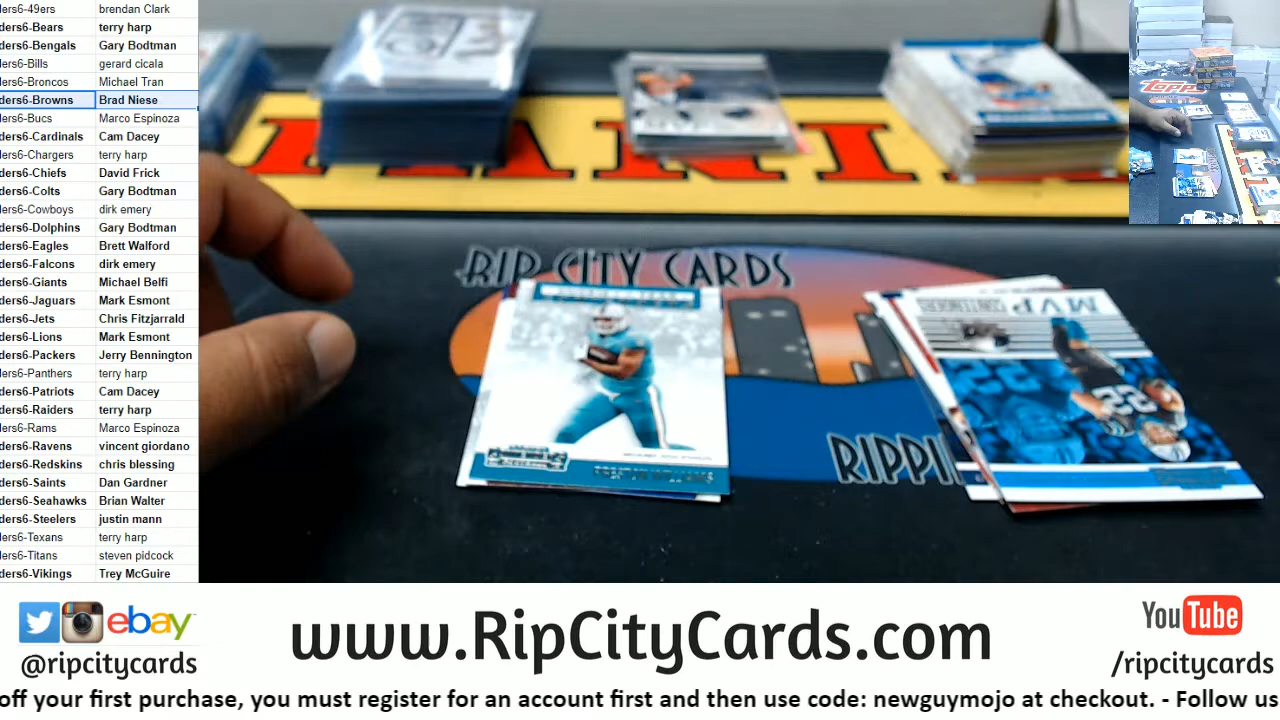 ders6-49ers brendan Clark
ders6-Bears terry harp
ders6-Bengals Gary Bodtman
ders6-Bills gerard cicala
ders6-Broncos Michael Tran
ders6-Browns Brad Niese
ders6-Bucs Marco Espinoza
ders6-Cardinals Cam Dacey
ders6-Chargers terry harp
ders6-Chiefs David Frick
ders6-Colts Gary Bodtman
ders6-Cowboys dirk emery
ders6-Dolphins Gary Bodtman
ders6-Eagles Brett Walford
ders6-Falcons dirk emery
ders6-Giants Michael Belfi
ders6-Jaguars Mark Esmont
ders6-Jets Chris Fitzjarrald
ders6-Lions Mark Esmont
ders6-Packers Jerry Bennington
ders6-Panthers terry harp
ders6-Patriots Cam Dacey
ders6-Raiders terry harp
ders6-Rams Marco Espinoza
ders6-Ravens vincent giordano
ders6-Redskins chris blessing
ders6-Saints Dan Gardner
ders6-Seahawks Brian Walter
ders6-Steelers justin mann
ders6-Texans terry harp
ders6-Titans steven pidcock
ders6-Vikings Trey McGuire
PANINI
Topps
RIP CITY CARDS
RIPPI
MVP
CONTENDERS
22
ebay
@ripcitycards
www.RipCityCards.com
YouTube
/ripcitycards
off your first purchase, you must register for an account first and then use code: newguymojo at checkout. - Follow us